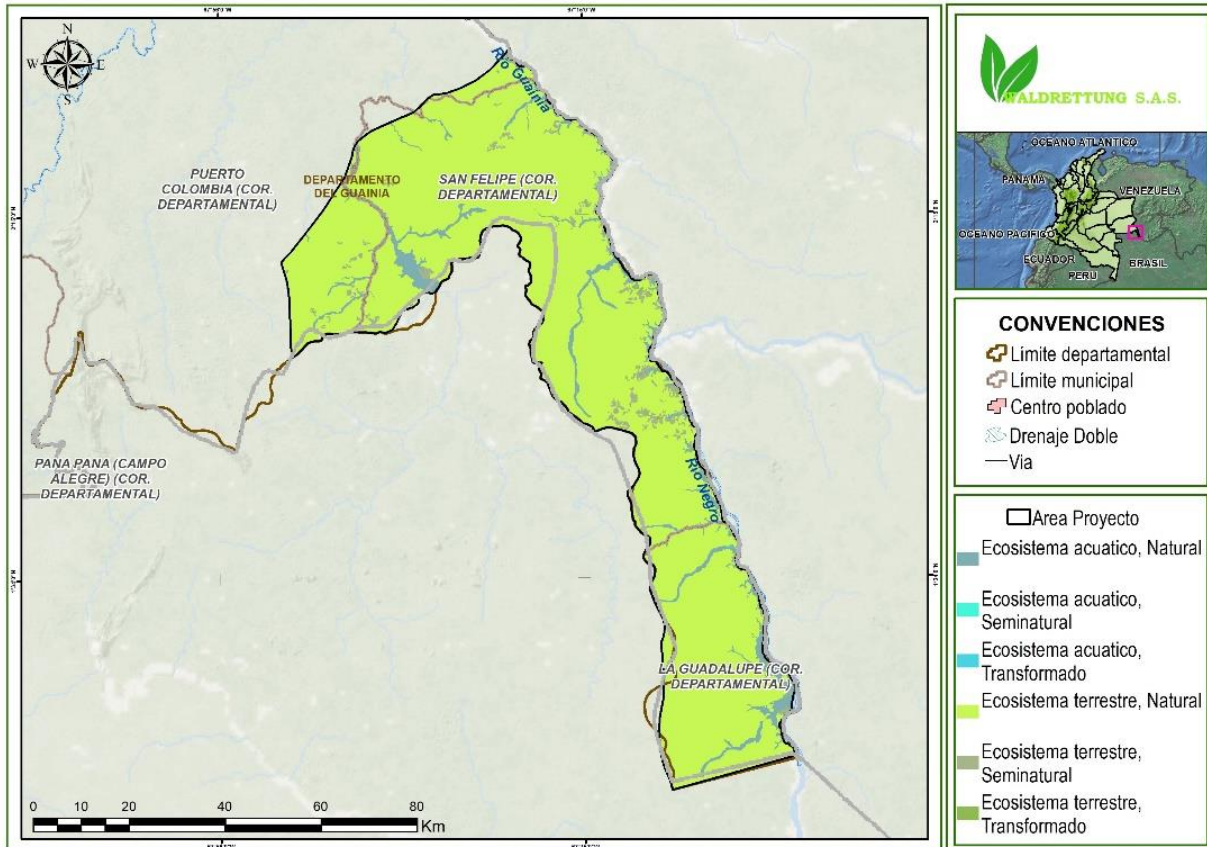 N
W E
S
Río Guainía
PUERTO
COLOMBIA (COR.
DEPARTAMENTAL)
DEPARTAMENTO
DEL GUAINIA
SAN FELIPE (COR.
DEPARTAMENTAL)
PANA PANA (CAMPO
ALEGRE) (COR.
DEPARTAMENTAL)
Río Negro
LA GUADALUPE (COR.
DEPARTAMENTAL)
0 10 20 40 60 80
Km
WALDRETTUNG S.A.S.
OCEANO ATLANTICO
PANAMA
VENEZUELA
OCEANO PACIFICO
ECUADOR
BRASIL
PERU
CONVENCIONES
Límite departamental
Límite municipal
Centro poblado
Drenaje Doble
Via
Area Proyecto
Ecosistema acuatico, Natural
Ecosistema acuatico,
Seminatural
Ecosistema acuatico,
Transformado
Ecosistema terrestre, Natural
Ecosistema terrestre,
Seminatural
Ecosistema terrestre,
Transformado